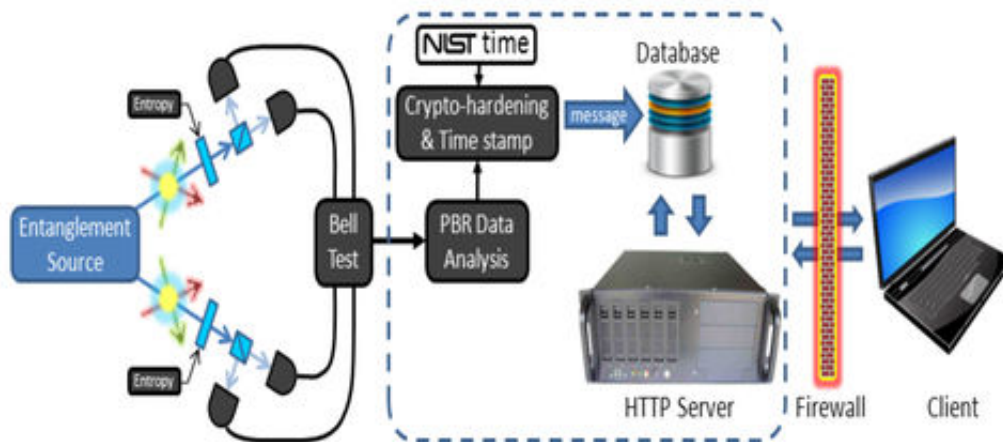 NIST time
Database
Entropy
Crypto-hardening
& Time stamp
message
Entanglement
Source
Bell
Test
PBR Data
Analysis
Entropy
HTTP Server
Firewall
Client